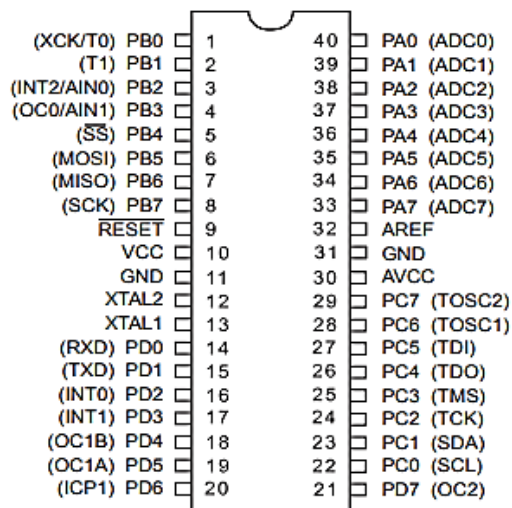 (XCK/T0) PB0 1 40 PA0 (ADC0)
(T1) PB1 2 39 PA1 (ADC1)
(INT2/AIN0) PB2 3 38 PA2 (ADC2)
(OC0/AIN1) PB3 4 37 PA3 (ADC3)
(SS) PB4 5 36 PA4 (ADC4)
(MOSI) PB5 6 35 PA5 (ADC5)
(MISO) PB6 7 34 PA6 (ADC6)
(SCK) PB7 8 33 PA7 (ADC7)
RESET 9 32 AREF
VCC 10 31 GND
GND 11 30 AVCC
XTAL2 12 29 PC7 (TOSC2)
XTAL1 13 28 PC6 (TOSC1)
(RXD) PD0 14 27 PC5 (TDI)
(TXD) PD1 15 26 PC4 (TDO)
(INT0) PD2 16 25 PC3 (TMS)
(INT1) PD3 17 24 PC2 (TCK)
(OC1B) PD4 18 23 PC1 (SDA)
(OC1A) PD5 19 22 PC0 (SCL)
(ICP1) PD6 20 21 PD7 (OC2)